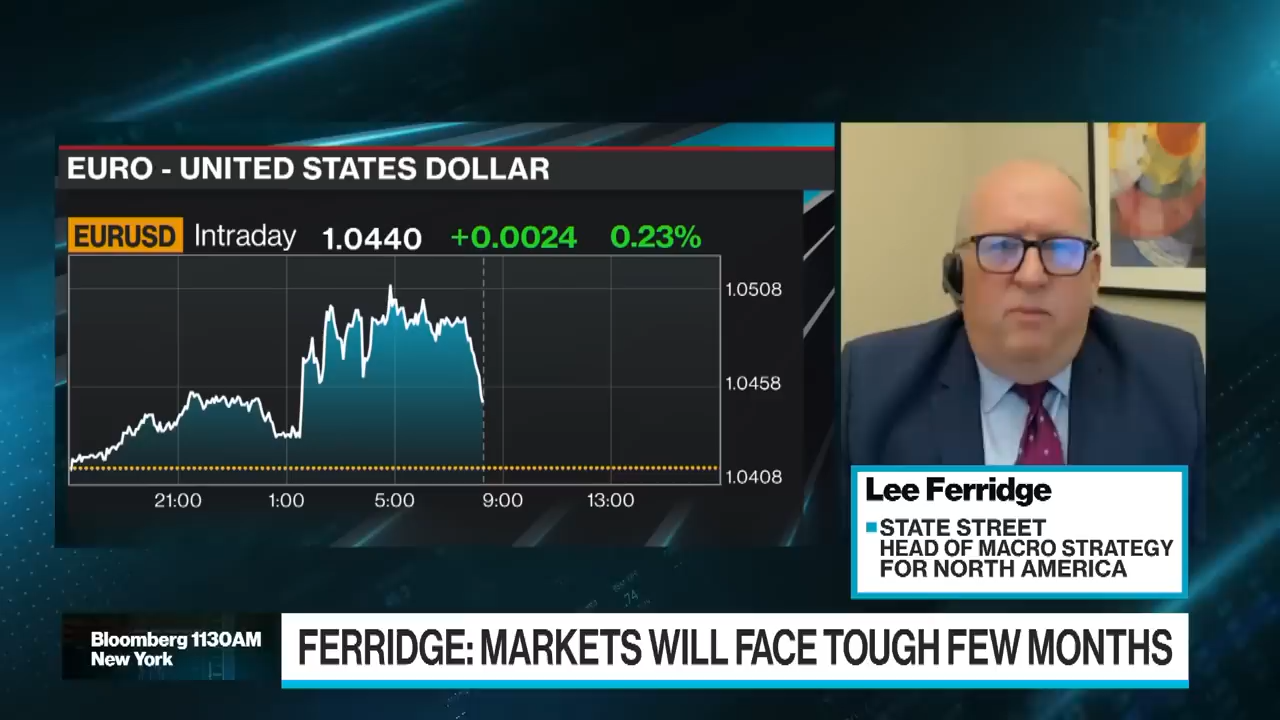 EURO - UNITED STATES DOLLAR
EURUSD Intraday 1.0440 +0.0024 0.23%
1.0508
1.0458
1.0408
21:00 1:00 5:00 9:00 13:00
Lee Ferridge
STATE STREET
HEAD OF MACRO STRATEGY
FOR NORTH AMERICA
Bloomberg 1130AM
New York
FERRIDGE: MARKETS WILL FACE TOUGH FEW MONTHS